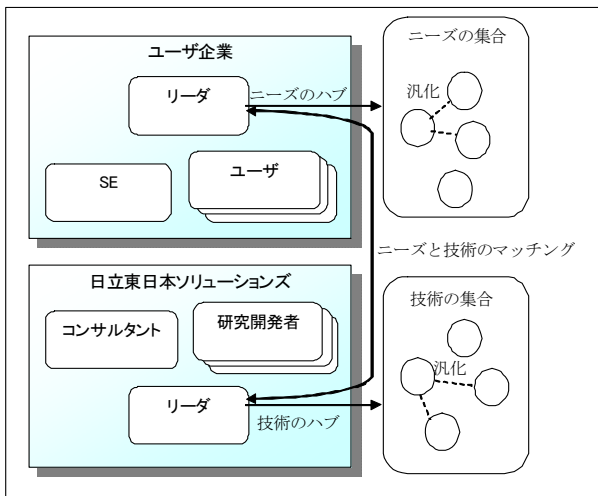 ユーザ企業
リーダ
ニーズのハブ
SE
ユーザ
ニーズの集合
汎化
ニーズと技術のマッチング
日立東日本ソリューションズ
コンサルタント
研究開発者
リーダ
技術のハブ
技術の集合
汎化